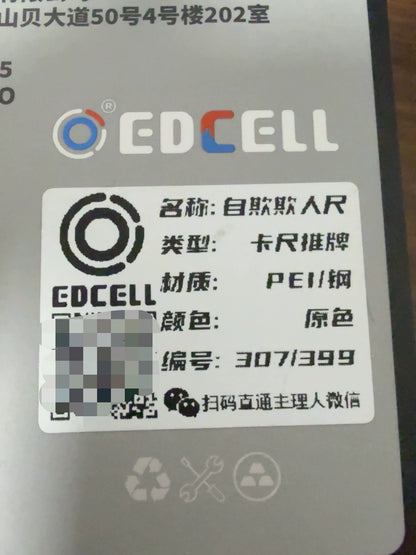 山贝大道50号4号楼202室
5
O
® EDCELL
名称: 自欺欺人尺
类型: 卡尺推牌
EDCELL
材质: PEI/钢
颜色: 原色
编号: 307/399
扫码直通主理人微信